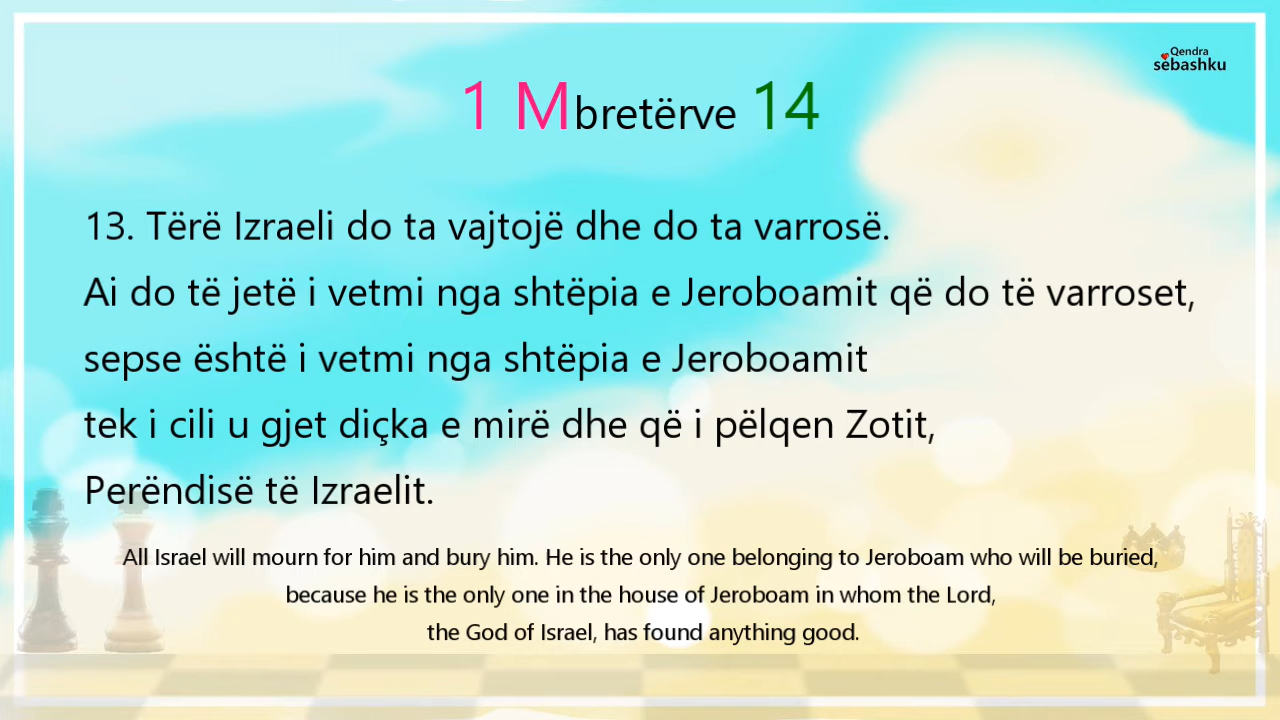 Qendra
sebashku
1 Mbretërve 14
13. Tërë Izraeli do ta vajtojë dhe do ta varrosë.
Ai do të jetë i vetmi nga shtëpia e Jeroboamit që do të varroset,
sepse është i vetmi nga shtëpia e Jeroboamit
tek i cili u gjet diçka e mirë dhe që i pëlqen Zotit,
Perëndisë të Izraelit.
All Israel will mourn for him and bury him. He is the only one belonging to Jeroboam who will be buried,
because he is the only one in the house of Jeroboam in whom the Lord,
the God of Israel, has found anything good.